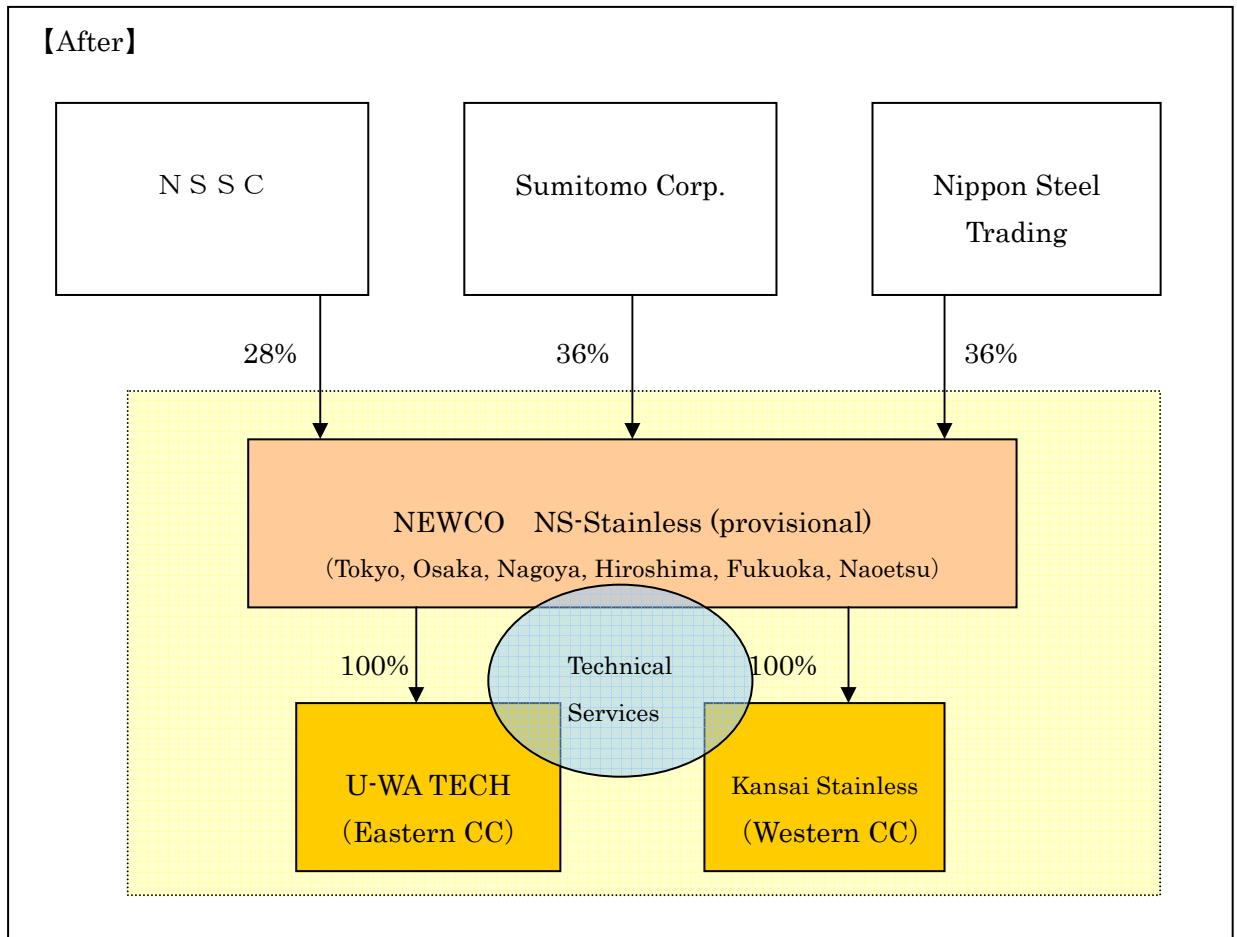 【After】
ＮＳＳＣ
Sumitomo Corp.
Nippon Steel
Trading
28%
36%
36%
NEWCO　NS-Stainless (provisional)
（Tokyo, Osaka, Nagoya, Hiroshima, Fukuoka, Naoetsu）
100%
Technical
Services
100%
U-WA TECH
（Eastern CC）
Kansai Stainless
（Western CC）